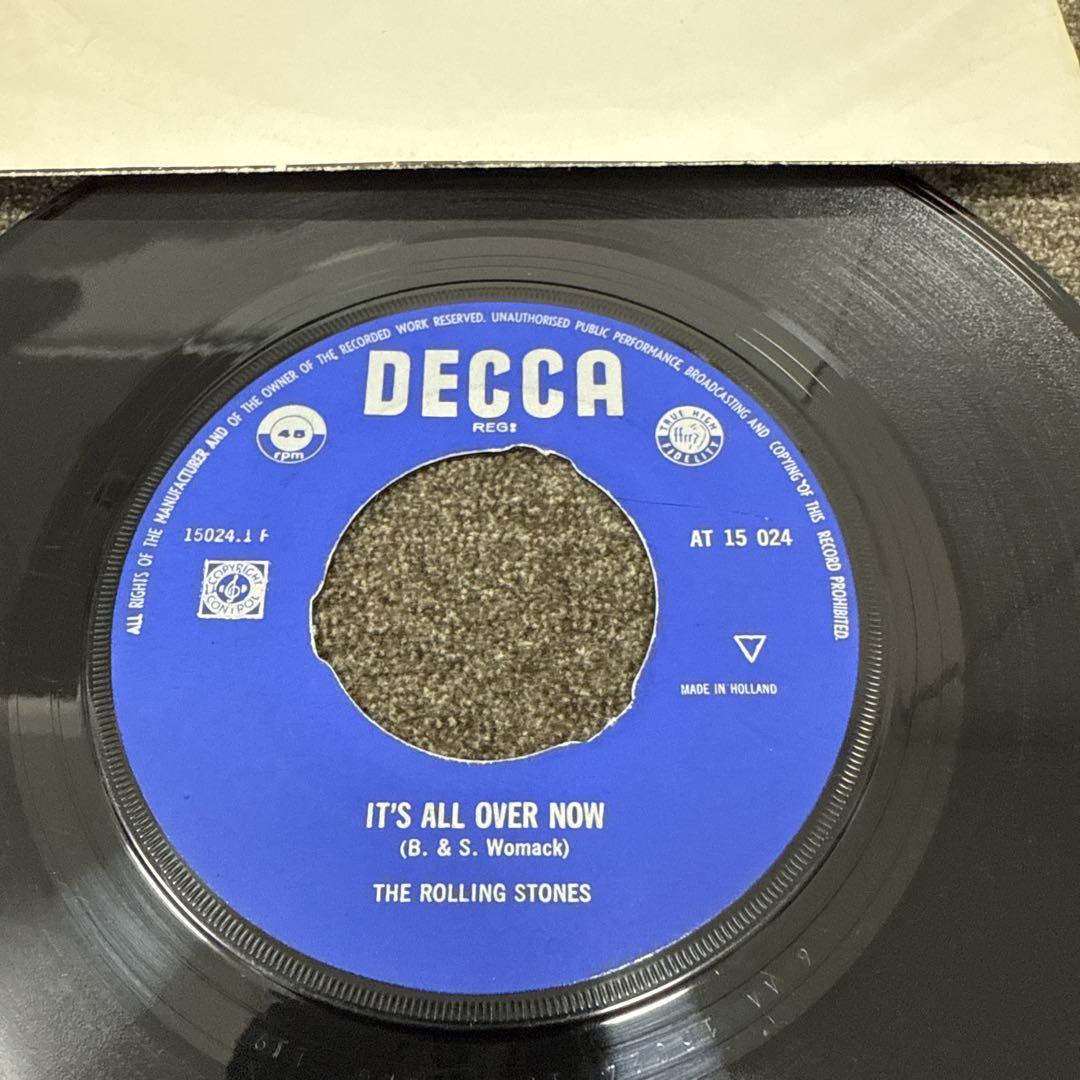 ALL RIGHTS OF THE MANUFACTURER AND OF THE OWNER OF THE RECORDED WORK RESERVED. UNAUTHORISED PUBLIC PERFORMANCE, BROADCASTING AND COPYING OF THIS RECORD PROHIBITED.
DECCA
REG:
45
rpm
TRUE HIGH
ffrr
FIDELITY
15024.1 F
AT 15 024
COPYRIGHT
CONTROL
MADE IN HOLLAND
IT'S ALL OVER NOW
(B. & S. Womack)
THE ROLLING STONES